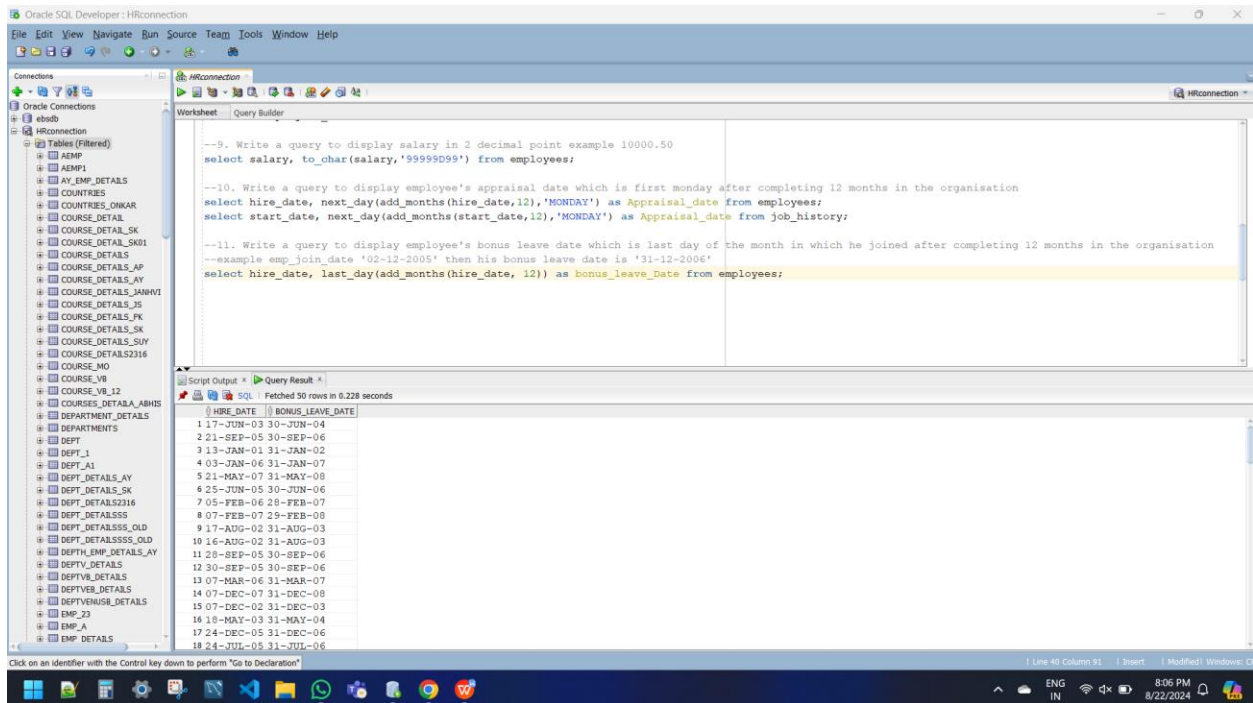 Oracle SQL Developer : HRconnection
File Edit View Navigate Run Source Team Tools Window Help
Connections
Oracle Connections
ebsdb
HRconnection
Tables (Filtered)
AEMP
AEMP1
AY_EMP_DETAILS
COUNTRIES
COUNTRIES_ONKAR
COURSE_DETAIL
COURSE_DETAIL_SK
COURSE_DETAIL_SK01
COURSE_DETAILS
COURSE_DETAILS_AP
COURSE_DETAILS_AY
COURSE_DETAILS_JANHVI
COURSE_DETAILS_JS
COURSE_DETAILS_PK
COURSE_DETAILS_SK
COURSE_DETAILS_SUY
COURSE_DETAILS2316
COURSE_MO
COURSE_VB
COURSE_VB_12
COURSES_DETAILA_ABHIS
DEPARTMENT_DETAILS
DEPARTMENTS
DEPT
DEPT_1
DEPT_A1
DEPT_DETAILS_AY
DEPT_DETAILS_SK
DEPT_DETAILS2316
DEPT_DETAILSSS
DEPT_DETAILSSS_OLD
DEPT_DETAILSSSS_OLD
DEPTH_EMP_DETAILS_AY
DEPTV_DETAILS
DEPTVB_DETAILS
DEPTVEB_DETAILS
DEPTVENUSB_DETAILS
EMP_23
EMP_A
EMP_DETAILS
HRconnection
HRconnection
Worksheet Query Builder
--9. Write a query to display salary in 2 decimal point example 10000.50
select salary, to_char(salary,'99999D99') from employees;
--10. Write a query to display employee's appraisal date which is first monday after completing 12 months in the organisation
select hire_date, next_day(add_months(hire_date,12),'MONDAY') as Appraisal_date from employees;
select start_date, next_day(add_months(start_date,12),'MONDAY') as Appraisal_date from job_history;
--11. Write a query to display employee's bonus leave date which is last day of the month in which he joined after completing 12 months in the organisation
--example emp_join_date '02-12-2005' then his bonus leave date is '31-12-2006'
select hire_date, last_day(add_months(hire_date, 12)) as bonus_leave_Date from employees;
Script Output × Query Result ×
SQL | Fetched 50 rows in 0.228 seconds
HIRE_DATE BONUS_LEAVE_DATE
1 17-JUN-03 30-JUN-04
2 21-SEP-05 30-SEP-06
3 13-JAN-01 31-JAN-02
4 03-JAN-06 31-JAN-07
5 21-MAY-07 31-MAY-08
6 25-JUN-05 30-JUN-06
7 05-FEB-06 28-FEB-07
8 07-FEB-07 29-FEB-08
9 17-AUG-02 31-AUG-03
10 16-AUG-02 31-AUG-03
11 28-SEP-05 30-SEP-06
12 30-SEP-05 30-SEP-06
13 07-MAR-06 31-MAR-07
14 07-DEC-07 31-DEC-08
15 07-DEC-02 31-DEC-03
16 18-MAY-03 31-MAY-04
17 24-DEC-05 31-DEC-06
18 24-JUL-05 31-JUL-06
Click on an identifier with the Control key down to perform "Go to Declaration"
| Line 40 Column 91 | Insert | Modified | Windows: C
ENG
IN
8:06 PM
8/22/2024